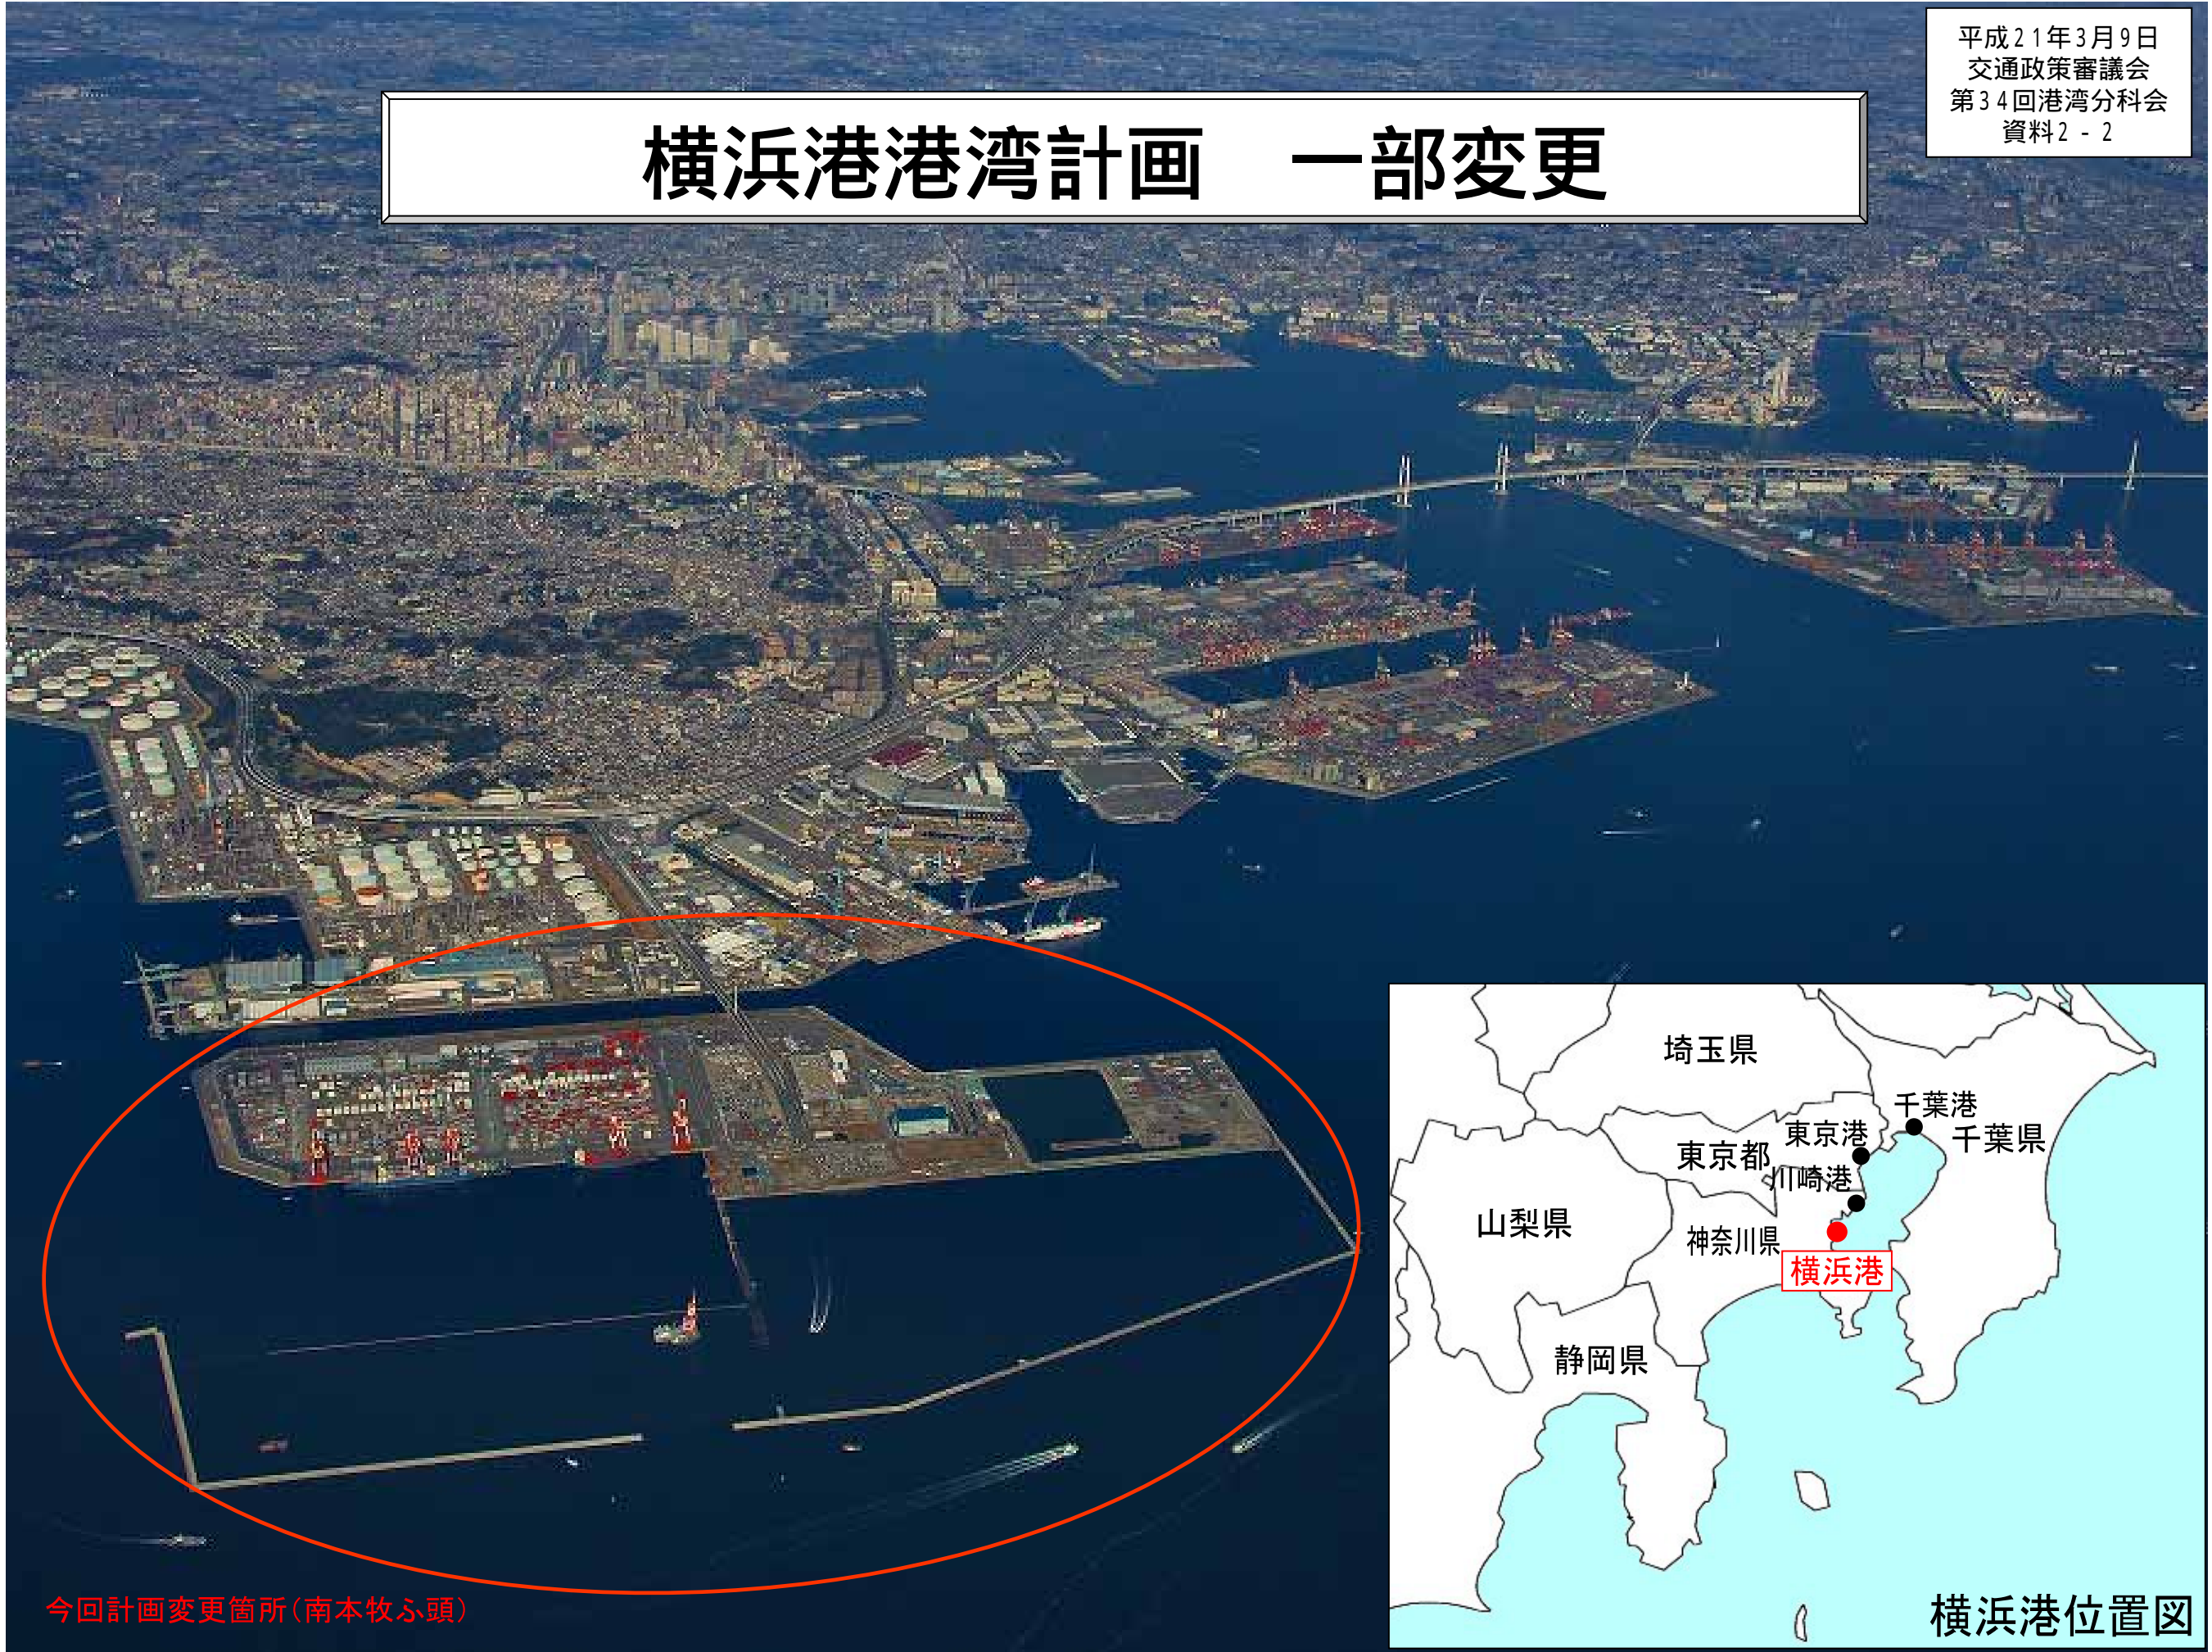 平成21年3月9日
交通政策審議会
第34回港湾分科会
資料2-2
横浜港港湾計画　一部変更
埼玉県
千葉港
東京港
千葉県
東京都
川崎港
山梨県
神奈川県
横浜港
静岡県
今回計画変更箇所(南本牧ふ頭)
横浜港位置図